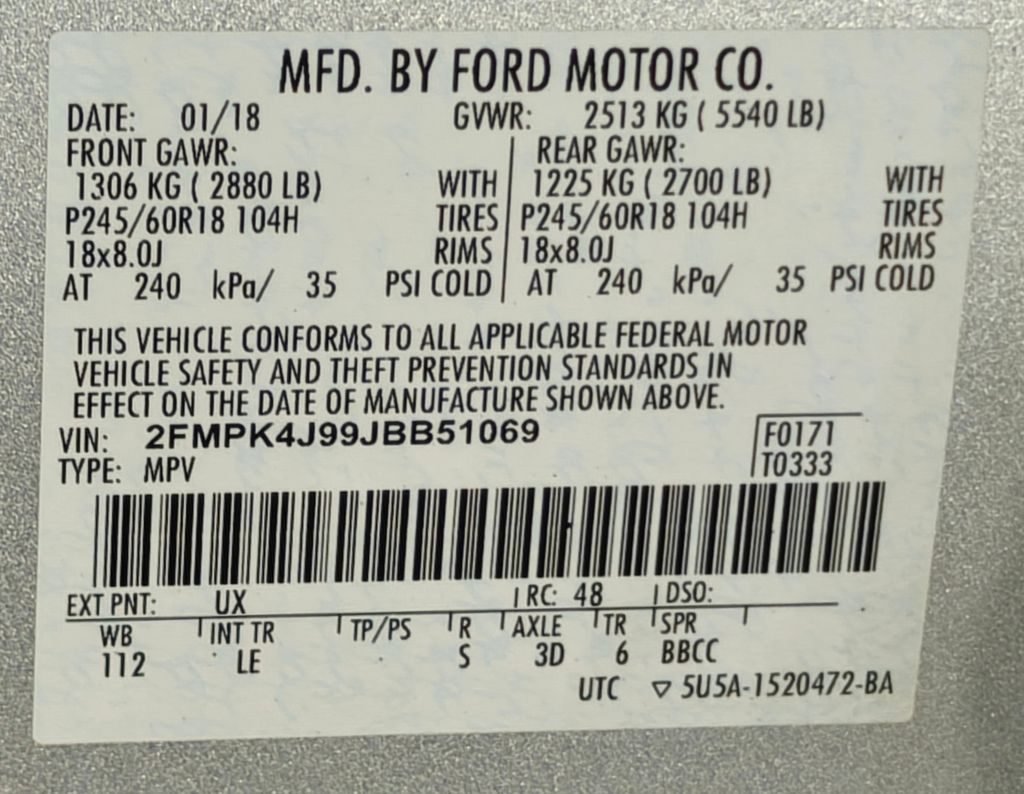 MFD. BY FORD MOTOR CO.
DATE: 01/18 GVWR: 2513 KG ( 5540 LB)
FRONT GAWR: REAR GAWR:
1306 KG ( 2880 LB) WITH 1225 KG ( 2700 LB) WITH
P245/60R18 104H TIRES P245/60R18 104H TIRES
18x8.0J RIMS 18x8.0J RIMS
AT 240 kPa/ 35 PSI COLD AT 240 kPa/ 35 PSI COLD
THIS VEHICLE CONFORMS TO ALL APPLICABLE FEDERAL MOTOR
VEHICLE SAFETY AND THEFT PREVENTION STANDARDS IN
EFFECT ON THE DATE OF MANUFACTURE SHOWN ABOVE.
VIN: 2FMPK4J99JBB51069 F0171
TYPE: MPV T0333
EXT PNT: UX RC: 48 DSO:
WB INT TR TP/PS R AXLE TR SPR
112 LE S 3D 6 BBCC
UTC ▽ 5U5A-1520472-BA